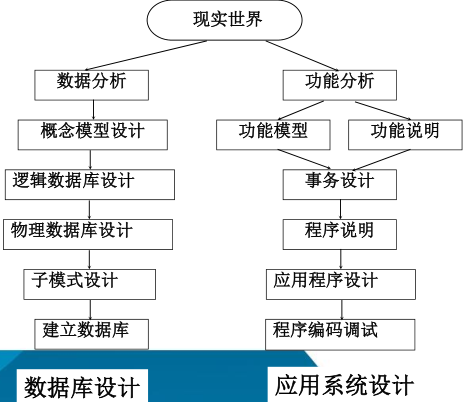 现实世界
数据分析
功能分析
概念模型设计
功能模型
功能说明
逻辑数据库设计
事务设计
物理数据库设计
程序说明
子模式设计
应用程序设计
建立数据库
程序编码调试
数据库设计
应用系统设计